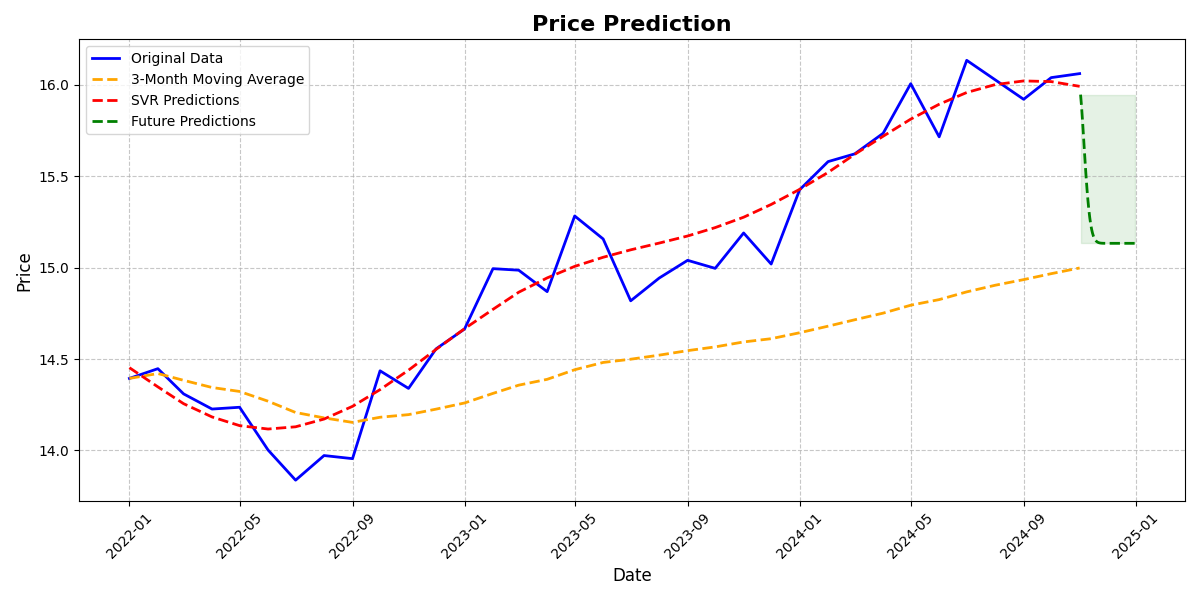 Price Prediction
Original Data
3-Month Moving Average
SVR Predictions
Future Predictions
Price
16.0
15.5
15.0
14.5
14.0
2022-01
2022-05
2022-09
2023-01
2023-05
2023-09
2024-01
2024-05
2024-09
2025-01
Date